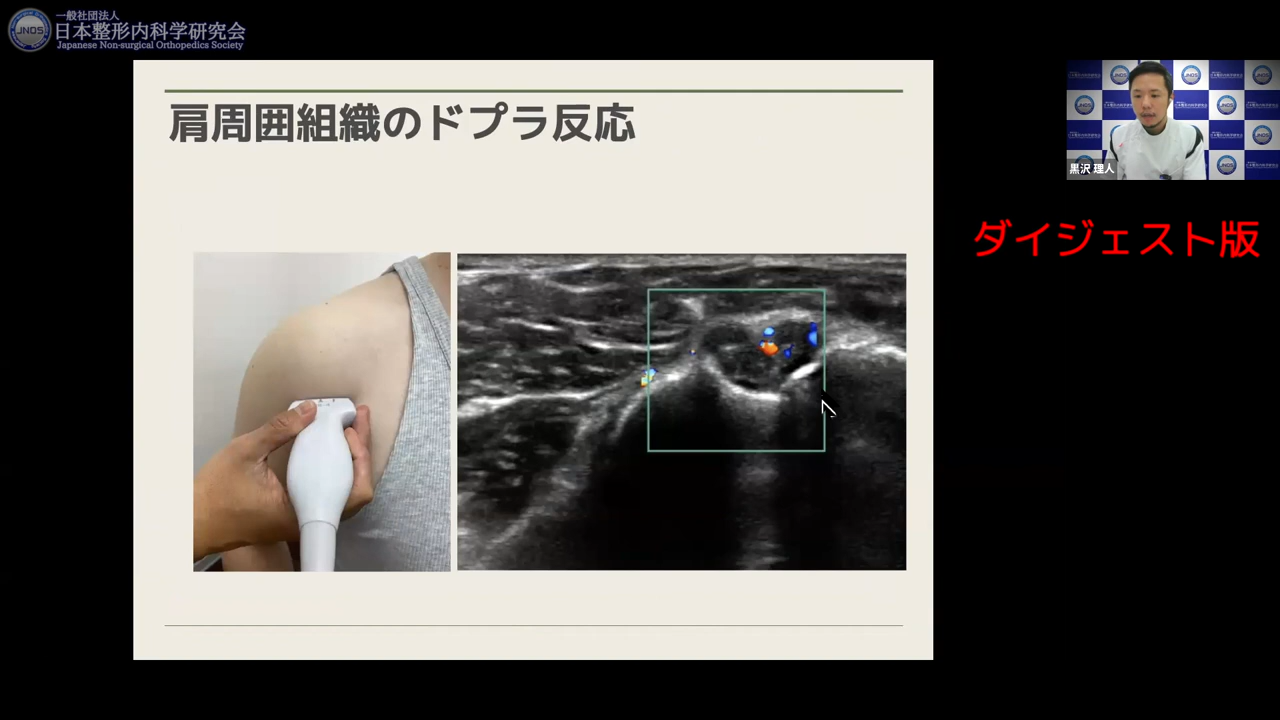 一般社団法人
JNOS
日本整形内科学研究会
Japanese Non-surgical Orthopedics Society
肩周囲組織のドプラ反応
黒沢 理人
ダイジェスト版